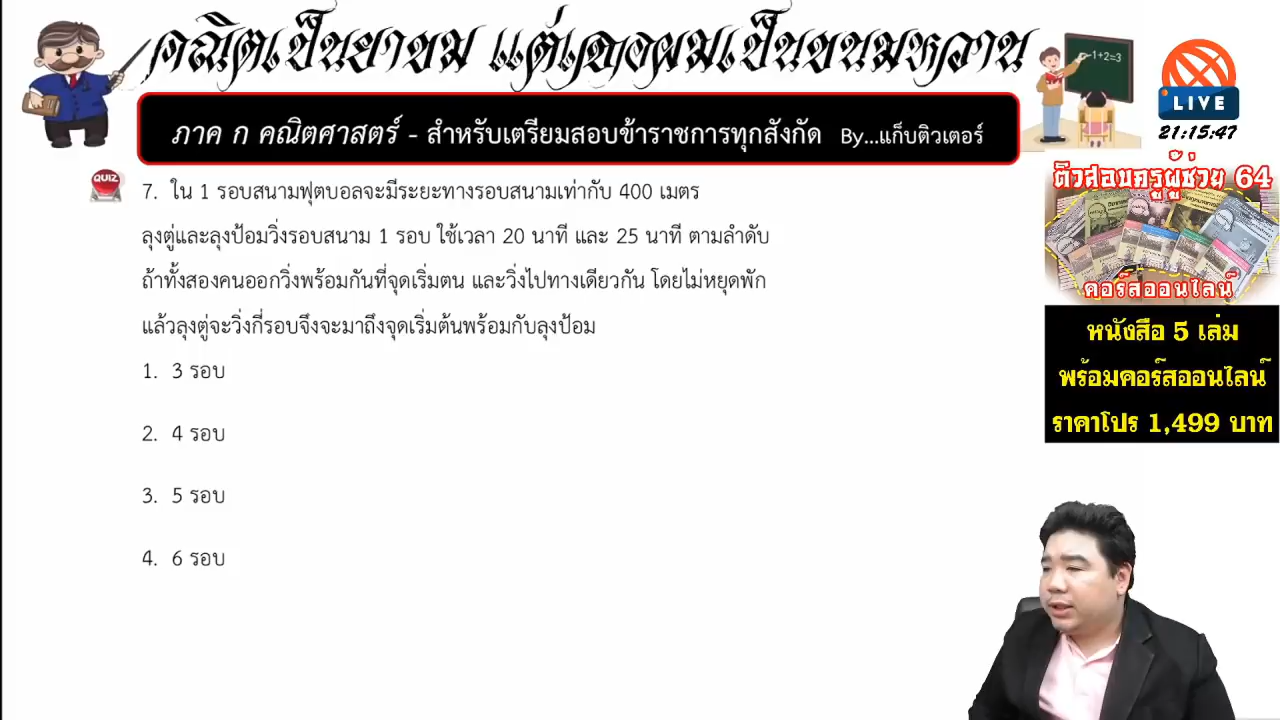 คณิตเป็นยาขม แต่เธอผมเป็นขนมหวาน
1+2=3
LIVE
21:15:47
ภาค ก คณิตศาสตร์ - สำหรับเตรียมสอบข้าราชการทุกสังกัด By...แก็บติวเตอร์
ติวสอบครูผู้ช่วย 64
คอร์สออนไลน์
QUIZ
7. ใน 1 รอบสนามฟุตบอลจะมีระยะทางรอบสนามเท่ากับ 400 เมตร
ลุงตู่และลุงป้อมวิ่งรอบสนาม 1 รอบ ใช้เวลา 20 นาที และ 25 นาที ตามลำดับ
ถ้าทั้งสองคนออกวิ่งพร้อมกันที่จุดเริ่มตน และวิ่งไปทางเดียวกัน โดยไม่หยุดพัก
แล้วลุงตู่จะวิ่งกี่รอบจึงจะมาถึงจุดเริ่มต้นพร้อมกับลุงป้อม
1. 3 รอบ
2. 4 รอบ
3. 5 รอบ
4. 6 รอบ
หนังสือ 5 เล่ม
พร้อมคอร์สออนไลน์
ราคาโปร 1,499 บาท